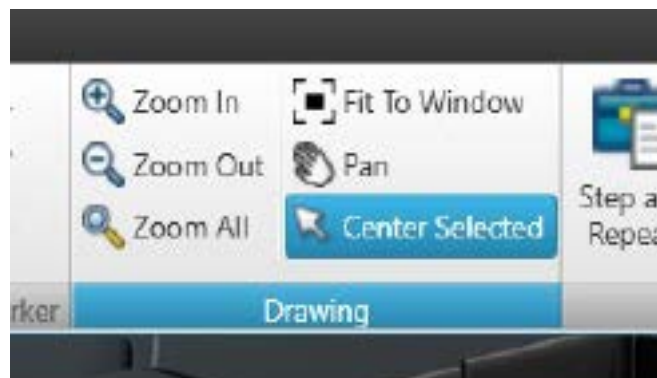 Zoom In
Fit To Window
Zoom Out
Pan
Zoom All
Center Selected
Step a
Repea
rker
Drawing